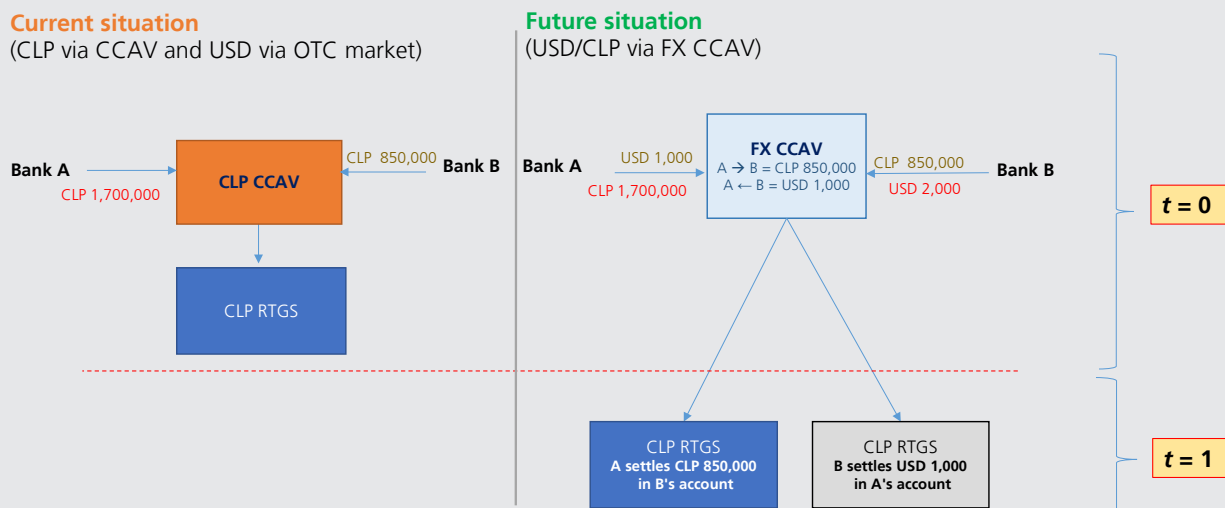 Current situation
(CLP via CCAV and USD via OTC market)
Future situation
(USD/CLP via FX CCAV)
Bank A
CLP 1,700,000
CLP CCAV
CLP 850,000
Bank B
CLP RTGS
Bank A
USD 1,000
CLP 1,700,000
FX CCAV
A → B = CLP 850,000
A ← B = USD 1,000
CLP 850,000
USD 2,000
Bank B
t = 0
CLP RTGS
A settles CLP 850,000
in B's account
CLP RTGS
B settles USD 1,000
in A's account
t = 1